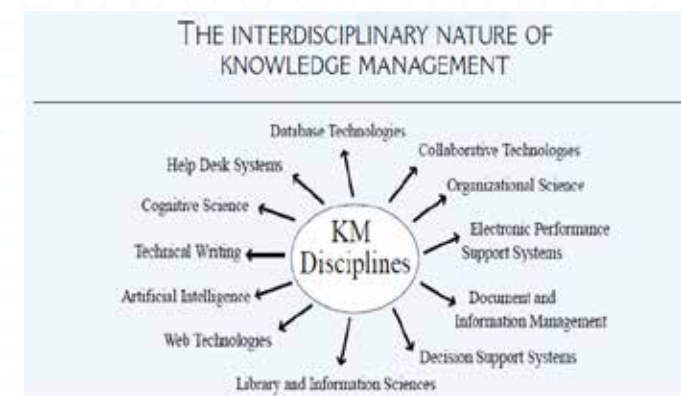 THE INTERDISCIPLINARY NATURE OF
KNOWLEDGE MANAGEMENT
Database Technologies
Collaborative Technologies
Help Desk Systems
Organizational Science
Cognitive Science
Electronic Performance
Support Systems
KM
Disciplines
Technical Writing
Artificial Intelligence
Document and
Information Management
Web Technologies
Decision Support Systems
Library and Information Sciences